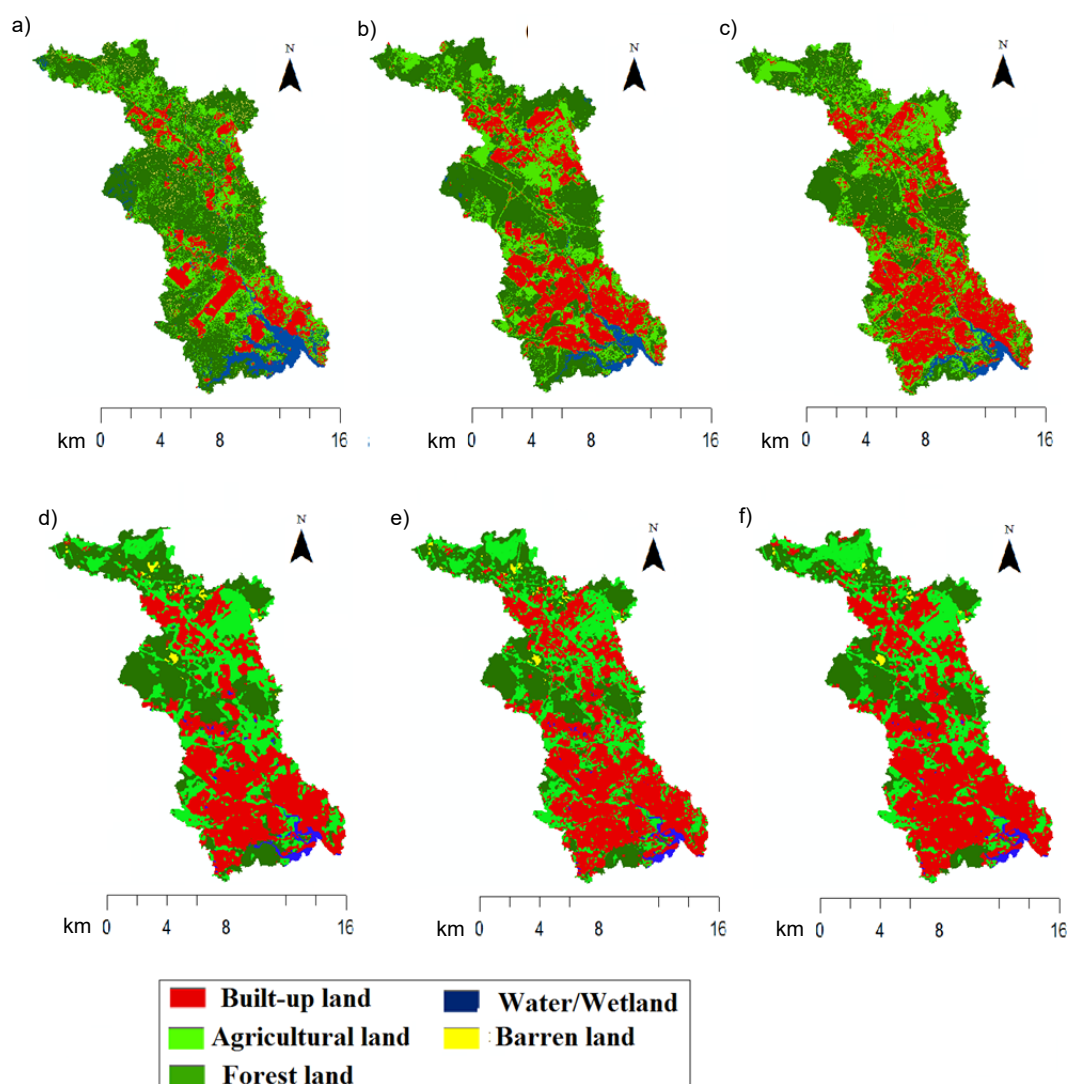 a)
b)
c)
N
N
N
km 0 4 8 16
km 0 4 8 16
km 0 4 8 16
d)
e)
f)
N
N
N
km 0 4 8 16
km 0 4 8 16
km 0 4 8 16
Built-up land
Water/Wetland
Agricultural land
Barren land
Forest land